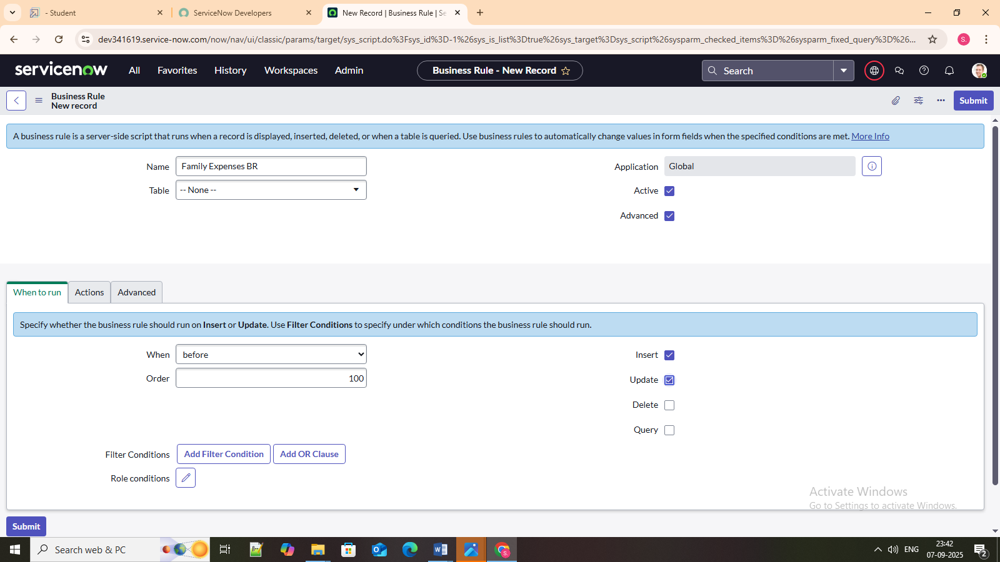 - Student
ServiceNow Developers
New Record | Business Rule | Se
dev341619.service-now.com/now/nav/ui/classic/params/target/sys_script.do%3Fsys_id%3D-1%26sys_is_list%3Dtrue%26sys_target%3Dsys_script%26sysparm_checked_items%3D%26sysparm_fixed_query%3D%26...
S.
servicenow
All
Favorites
History
Workspaces
Admin
Business Rule - New Record
Search
Business Rule
New record
Submit
A business rule is a server-side script that runs when a record is displayed, inserted, deleted, or when a table is queried. Use business rules to automatically change values in form fields when the specified conditions are met. More Info
Name
Family Expenses BR
Application
Global
Table
-- None --
Active
Advanced
When to run
Actions
Advanced
Specify whether the business rule should run on Insert or Update. Use Filter Conditions to specify under which conditions the business rule should run.
When
before
Insert
Order
100
Update
Delete
Query
Filter Conditions
Add Filter Condition
Add OR Clause
Role conditions
Activate Windows
Go to Settings to activate Windows.
Submit
Search web & PC
ENG
23:42
07-09-2025
2